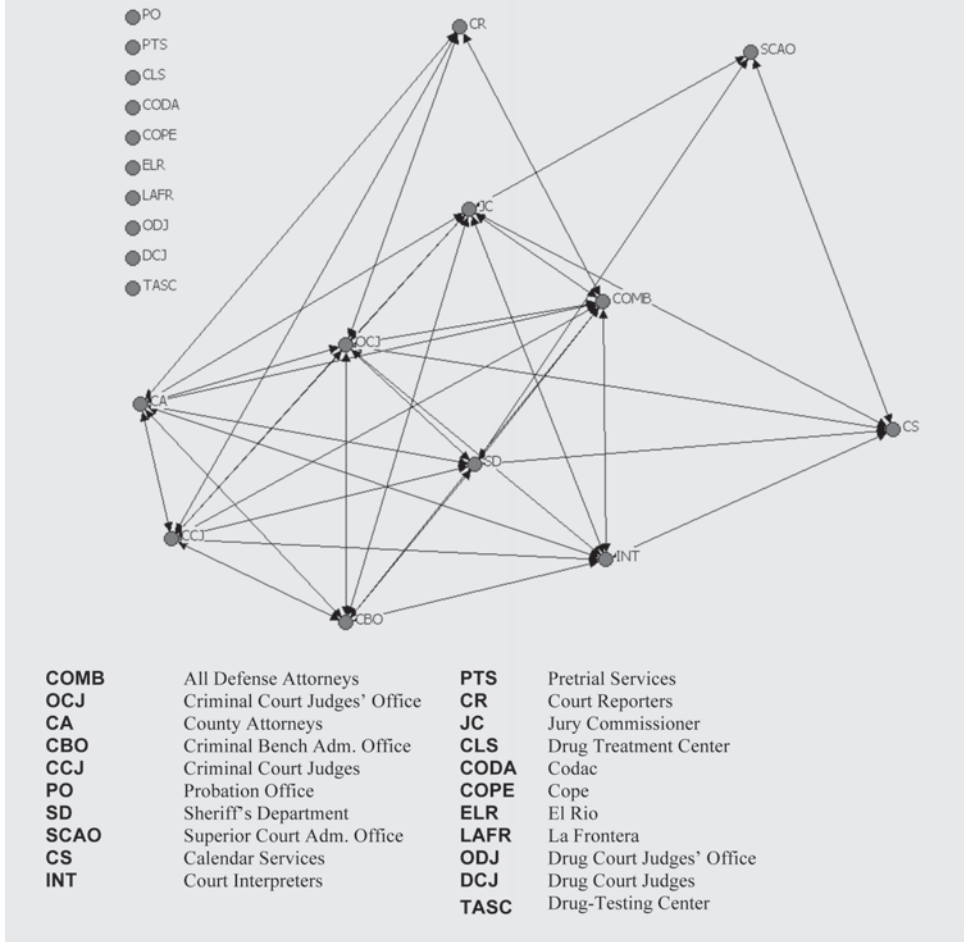 PO
CR
PTS
SCAO
CLS
CODA
COPE
ELR
LAFR
JC
ODJ
DCJ
TASC
COMB
OCJ
CA
CS
SD
CCJ
INT
CBO
COMB All Defense Attorneys PTS Pretrial Services
OCJ Criminal Court Judges' Office CR Court Reporters
CA County Attorneys JC Jury Commissioner
CBO Criminal Bench Adm. Office CLS Drug Treatment Center
CCJ Criminal Court Judges CODA Codac
PO Probation Office COPE Cope
SD Sheriff's Department ELR El Rio
SCAO Superior Court Adm. Office LAFR La Frontera
CS Calendar Services ODJ Drug Court Judges' Office
INT Court Interpreters DCJ Drug Court Judges
TASC Drug-Testing Center